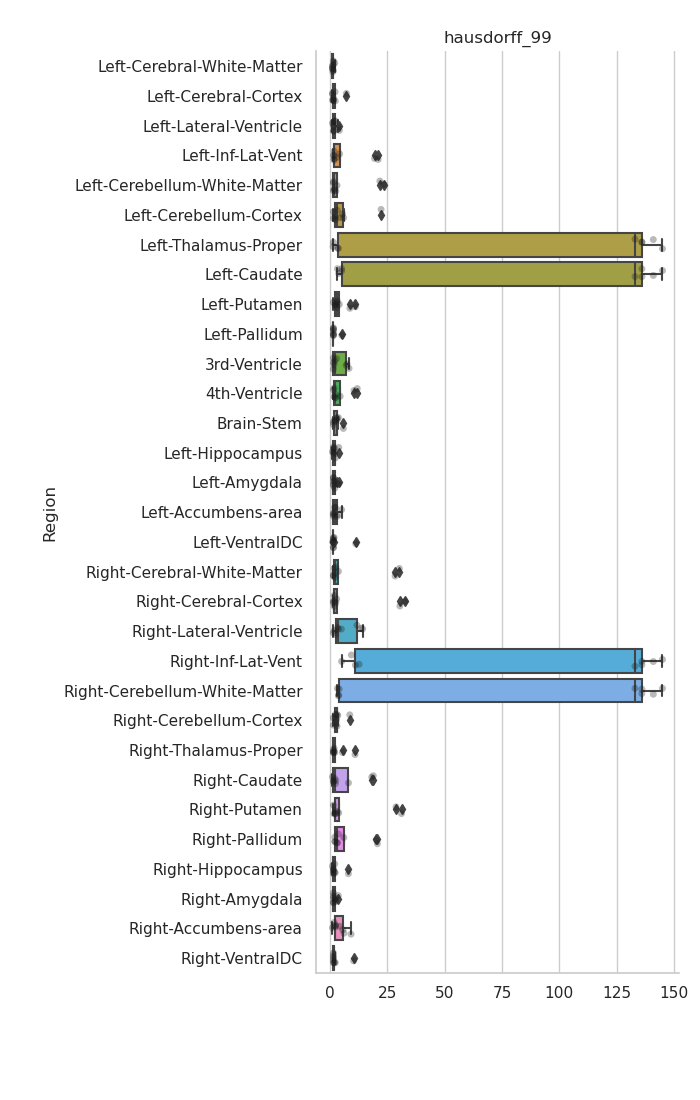 hausdorff_99
Left-Cerebral-White-Matter
Left-Cerebral-Cortex
Left-Lateral-Ventricle
Left-Inf-Lat-Vent
Left-Cerebellum-White-Matter
Left-Cerebellum-Cortex
Left-Thalamus-Proper
Left-Caudate
Left-Putamen
Left-Pallidum
3rd-Ventricle
4th-Ventricle
Brain-Stem
Left-Hippocampus
Left-Amygdala
Left-Accumbens-area
Left-VentralDC
Right-Cerebral-White-Matter
Right-Cerebral-Cortex
Right-Lateral-Ventricle
Right-Inf-Lat-Vent
Right-Cerebellum-White-Matter
Right-Cerebellum-Cortex
Right-Thalamus-Proper
Right-Caudate
Right-Putamen
Right-Pallidum
Right-Hippocampus
Right-Amygdala
Right-Accumbens-area
Right-VentralDC
Region
0 25 50 75 100 125 150